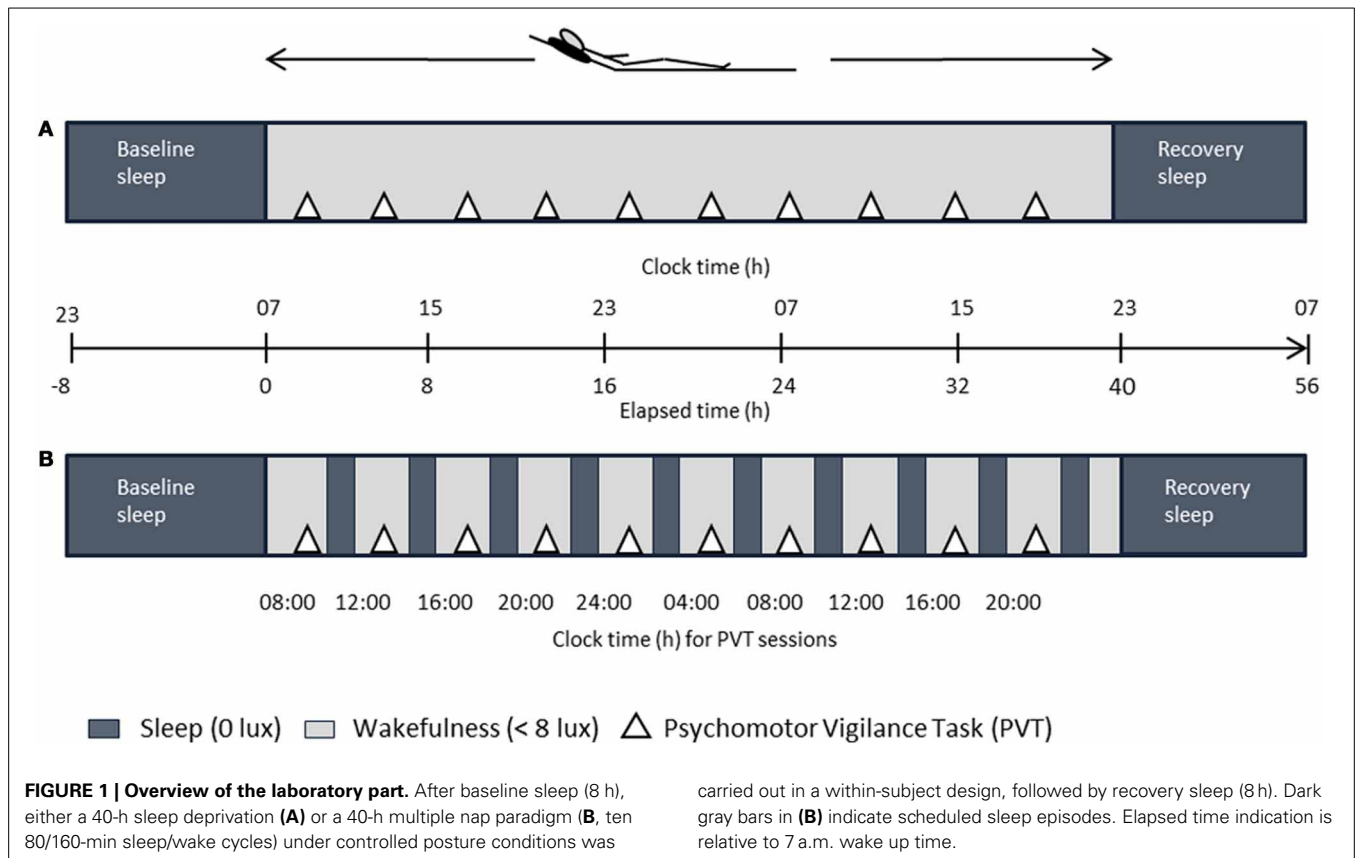 A
Baseline
sleep
Recovery
sleep
Clock time (h)
23 07 15 23 07 15 23 07
-8 0 8 16 24 32 40 56
Elapsed time (h)
B
Baseline
sleep
Recovery
sleep
08:00 12:00 16:00 20:00 24:00 04:00 08:00 12:00 16:00 20:00
Clock time (h) for PVT sessions
Sleep (0 lux) Wakefulness (< 8 lux) Psychomotor Vigilance Task (PVT)
FIGURE 1 | Overview of the laboratory part. After baseline sleep (8 h),
either a 40-h sleep deprivation (A) or a 40-h multiple nap paradigm (B, ten
80/160-min sleep/wake cycles) under controlled posture conditions was
carried out in a within-subject design, followed by recovery sleep (8 h). Dark
gray bars in (B) indicate scheduled sleep episodes. Elapsed time indication is
relative to 7 a.m. wake up time.